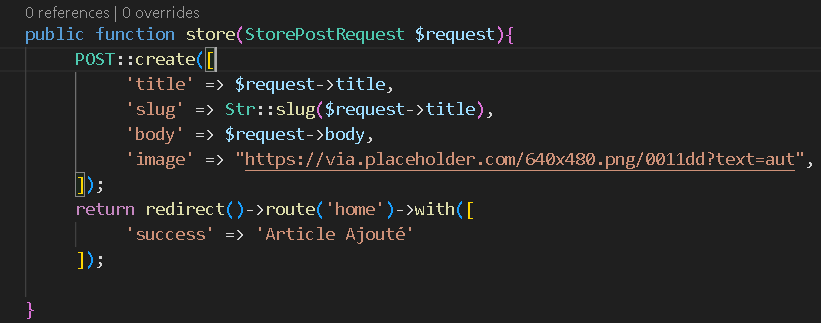 0 references | 0 overrides
public function store(StorePostRequest $request){
POST::create([
'title' => $request->title,
'slug' => Str::slug($request->title),
'body' => $request->body,
'image' => "https://via.placeholder.com/640x480.png/0011dd?text=aut",
]);
return redirect()->route('home')->with([
'success' => 'Article Ajouté'
]);
}